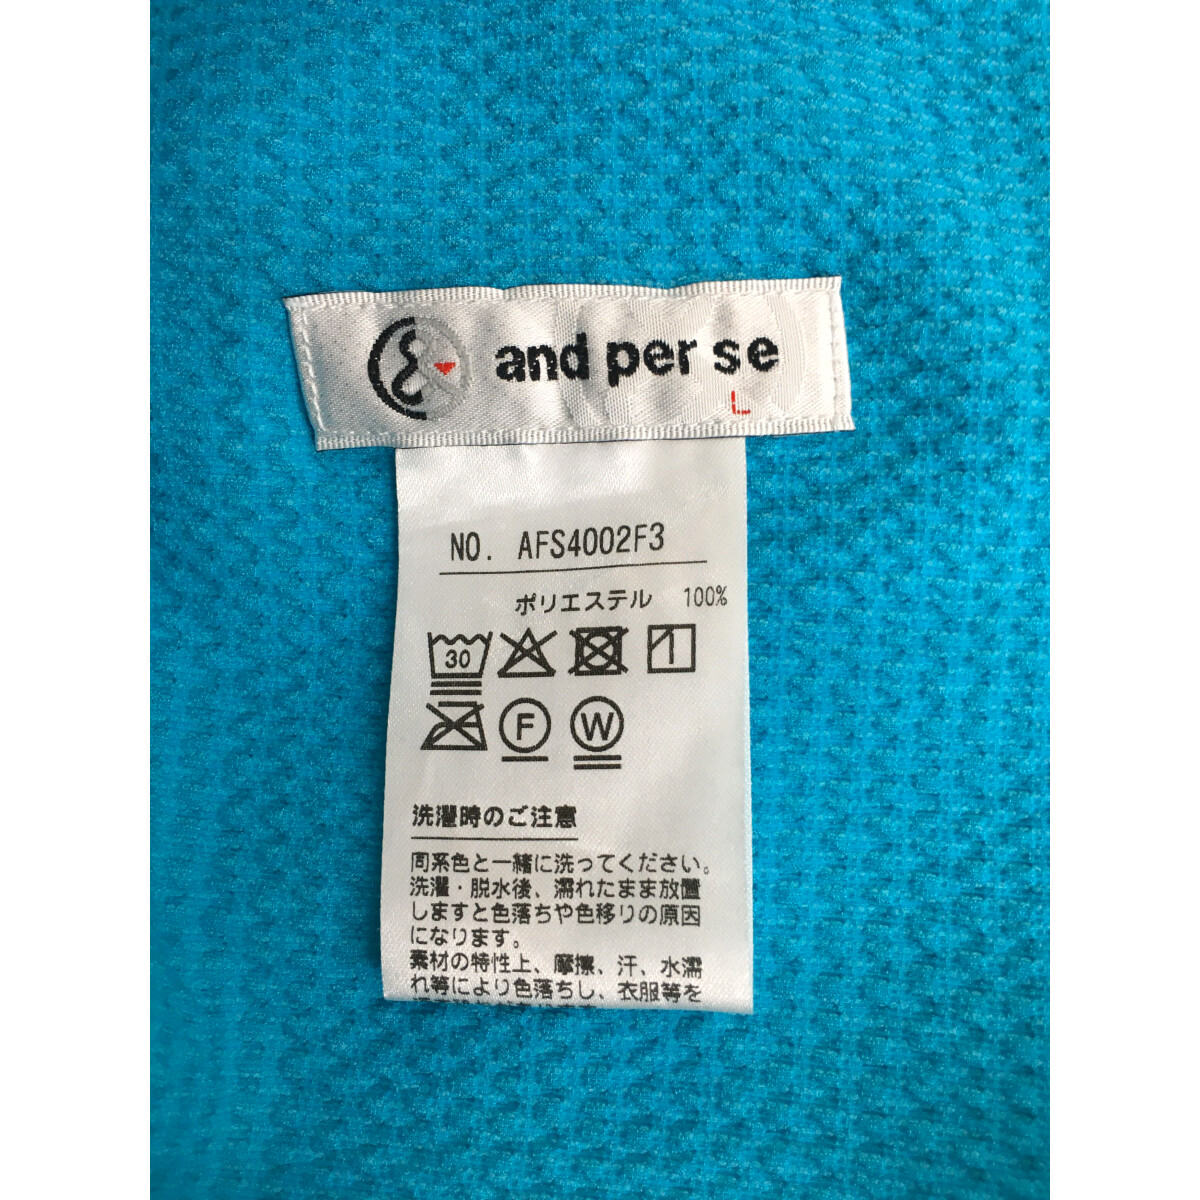 and per se
L
NO. AFS4002F3
ポリエステル 100%
30
F W
洗濯時のご注意
同系色と一緒に洗ってください。
洗濯・脱水後、濡れたまま放置
しますと色落ちや色移りの原因
になります。
素材の特性上、摩擦、汗、水濡
れ等により色落ちし、衣服等を